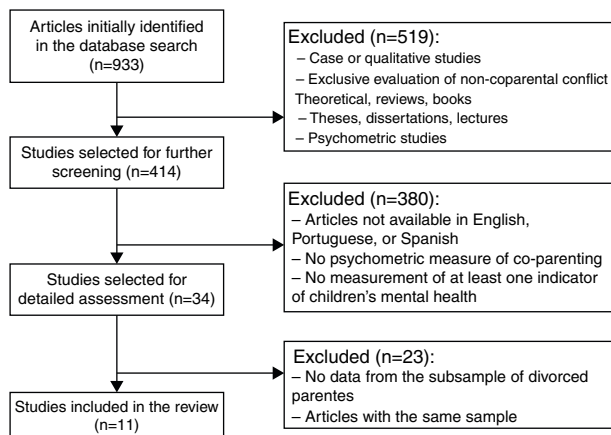 Articles initially identified
in the database search
(n=933)
Excluded (n=519):
– Case or qualitative studies
– Exclusive evaluation of non-coparental conflict
Theoretical, reviews, books
– Theses, dissertations, lectures
– Psychometric studies
Studies selected for further
screening (n=414)
Excluded (n=380):
– Articles not available in English,
Portuguese, or Spanish
– No psychometric measure of co-parenting
– No measurement of at least one indicator
of children's mental health
Studies selected for
detailed assessment (n=34)
Excluded (n=23):
– No data from the subsample of divorced
parentes
– Articles with the same sample
Studies included in the review
(n=11)